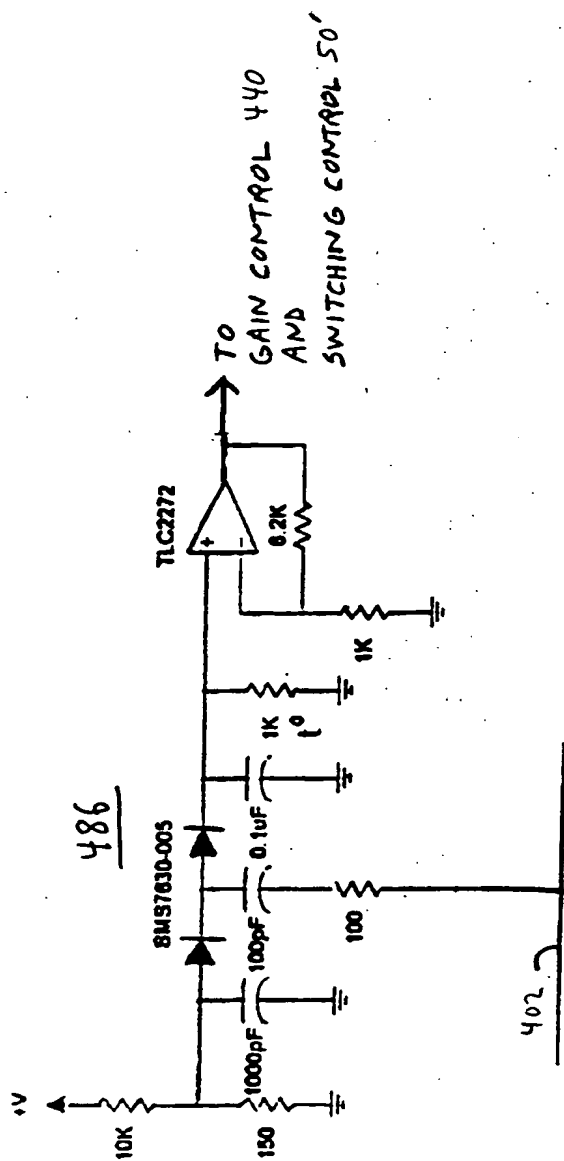 486
+V
10K
150
1000pF
SMS7630-005
100pF
100
0.1uF
1K
t°
TLC2272
+
-
6.2K
1K
TO
GAIN CONTROL 440
AND
SWITCHING CONTROL 50'
402